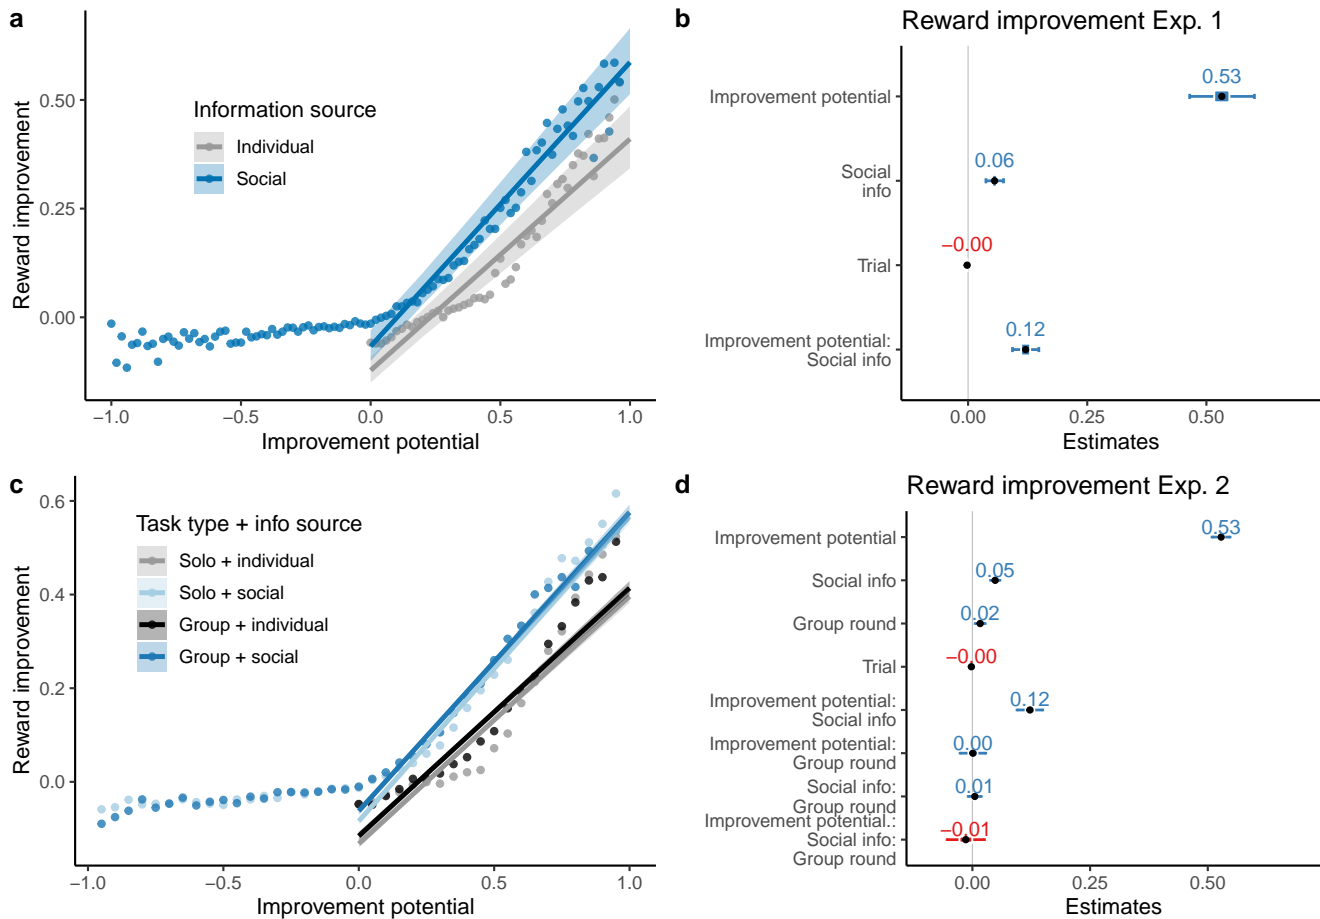 a
Reward improvement
0.50
0.25
0.00
Information source
Individual
Social
−1.0
−0.5
0.0
0.5
1.0
Improvement potential
b
Reward improvement Exp. 1
Improvement potential
Social
info
Trial
Improvement potential:
Social info
0.53
0.06
−0.00
0.12
0.00
0.25
0.50
Estimates
c
Reward improvement
0.6
0.4
0.2
0.0
Task type + info source
Solo + individual
Solo + social
Group + individual
Group + social
−1.0
−0.5
0.0
0.5
1.0
Improvement potential
d
Reward improvement Exp. 2
Improvement potential
Social info
Group round
Trial
Improvement potential:
Social info
Improvement potential:
Group round
Social info:
Group round
Improvement potential.:
Social info:
Group round
0.53
0.05
0.02
−0.00
0.12
0.00
0.01
−0.01
0.00
0.25
0.50
Estimates